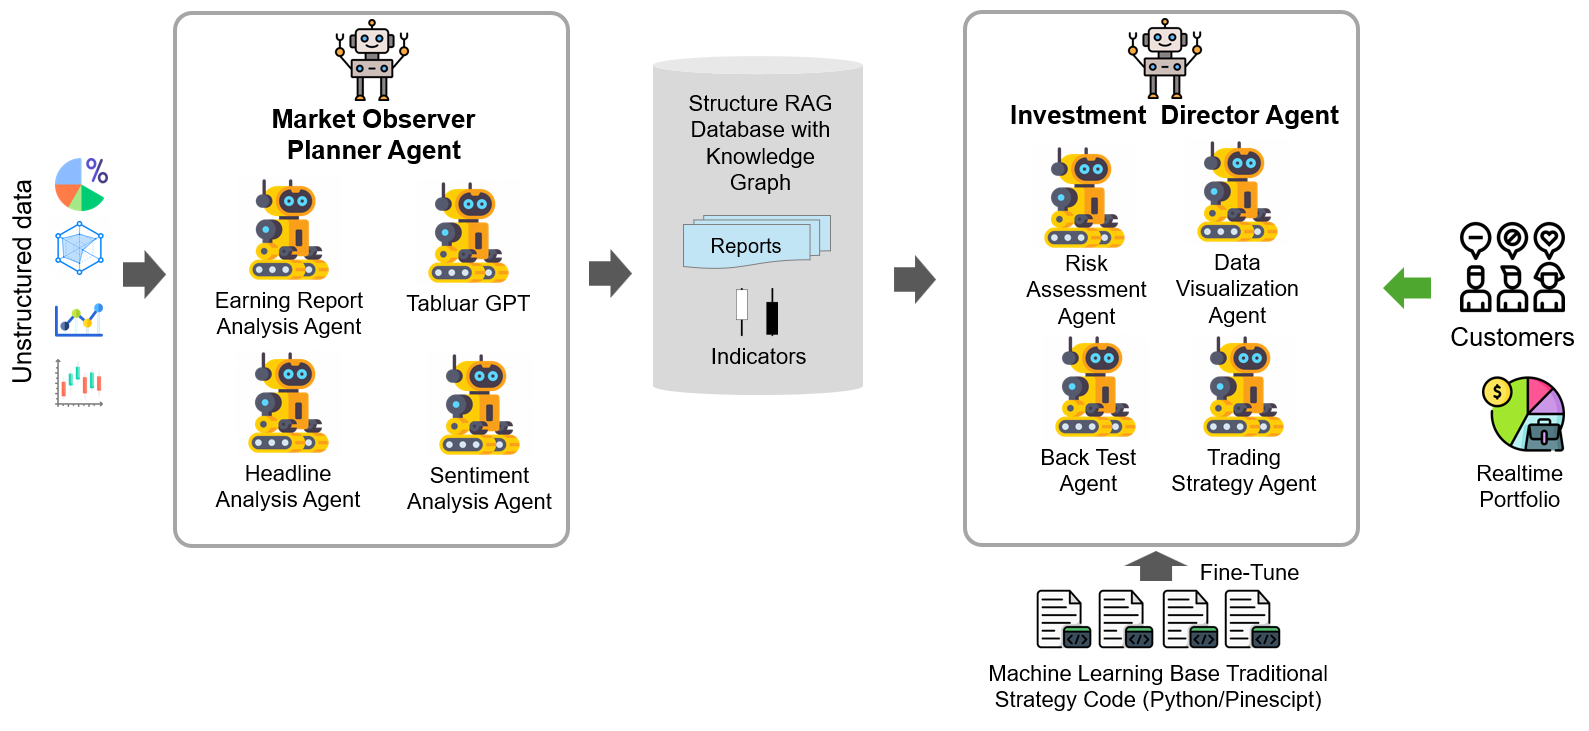 Unstructured data
%
Market Observer
Planner Agent
Earning Report
Analysis Agent
Tabluar GPT
Headline
Analysis Agent
Sentiment
Analysis Agent
Structure RAG
Database with
Knowledge
Graph
Reports
Indicators
Investment Director Agent
Risk
Assessment
Agent
Data
Visualization
Agent
Back Test
Agent
Trading
Strategy Agent
Customers
$
Realtime
Portfolio
Fine-Tune
</>
</>
</>
</>
Machine Learning Base Traditional
Strategy Code (Python/Pinescipt)